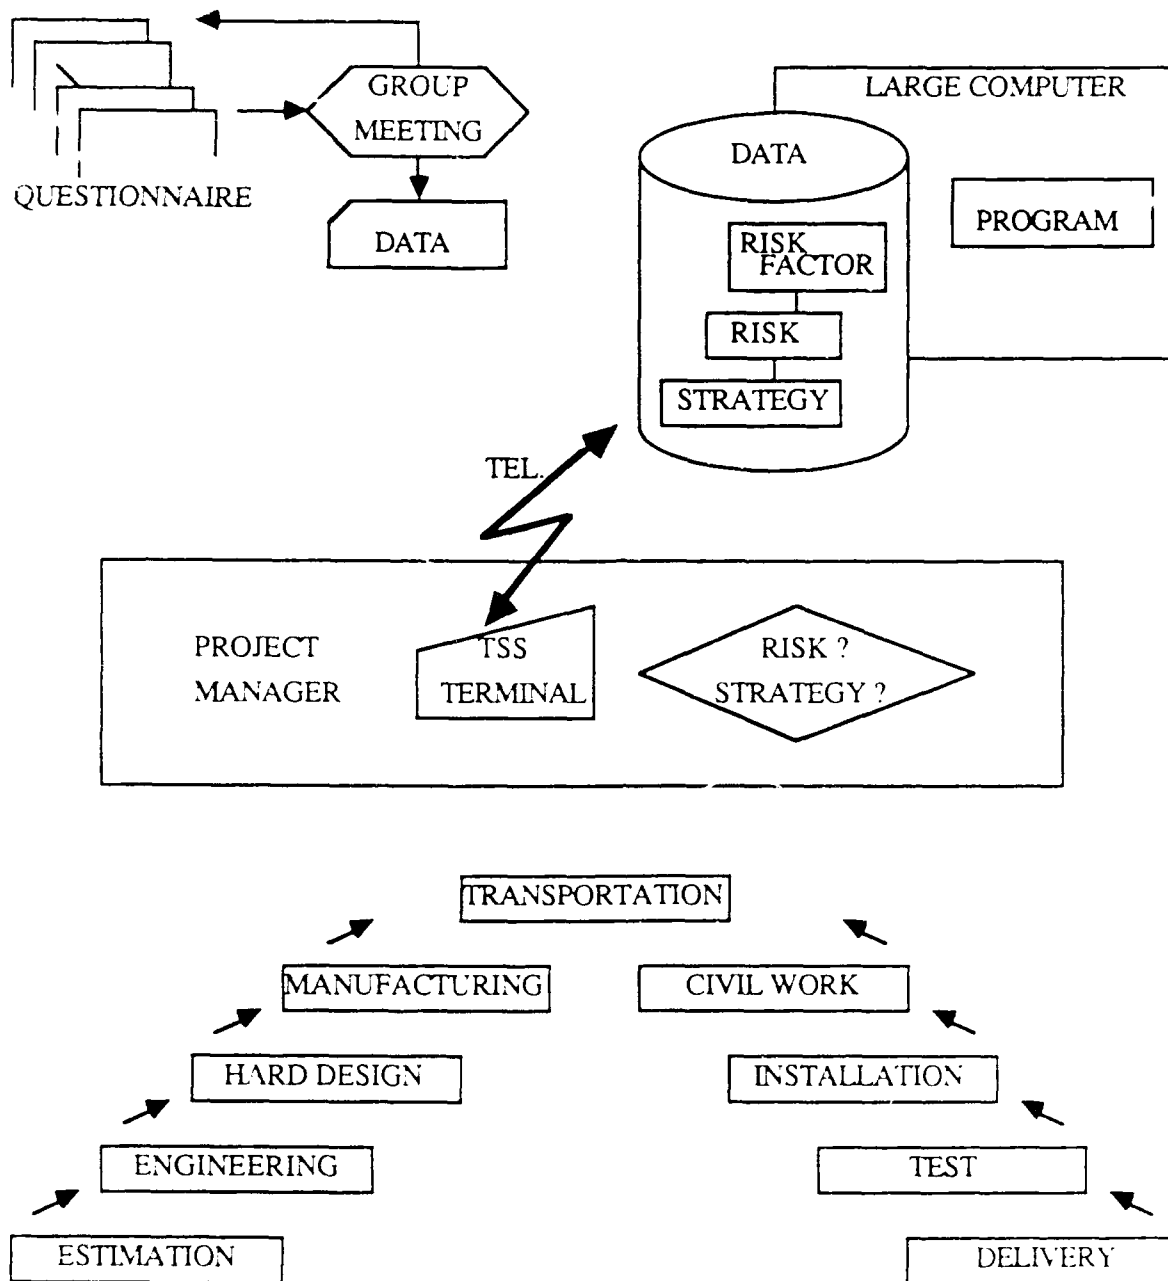 GROUP
MEETING
QUESTIONNAIRE
DATA
LARGE COMPUTER
DATA
PROGRAM
RISK
FACTOR
RISK
STRATEGY
TEL.
PROJECT
MANAGER
TSS
TERMINAL
RISK ?
STRATEGY ?
TRANSPORTATION
MANUFACTURING
CIVIL WORK
HARD DESIGN
INSTALLATION
ENGINEERING
TEST
ESTIMATION
DELIVERY